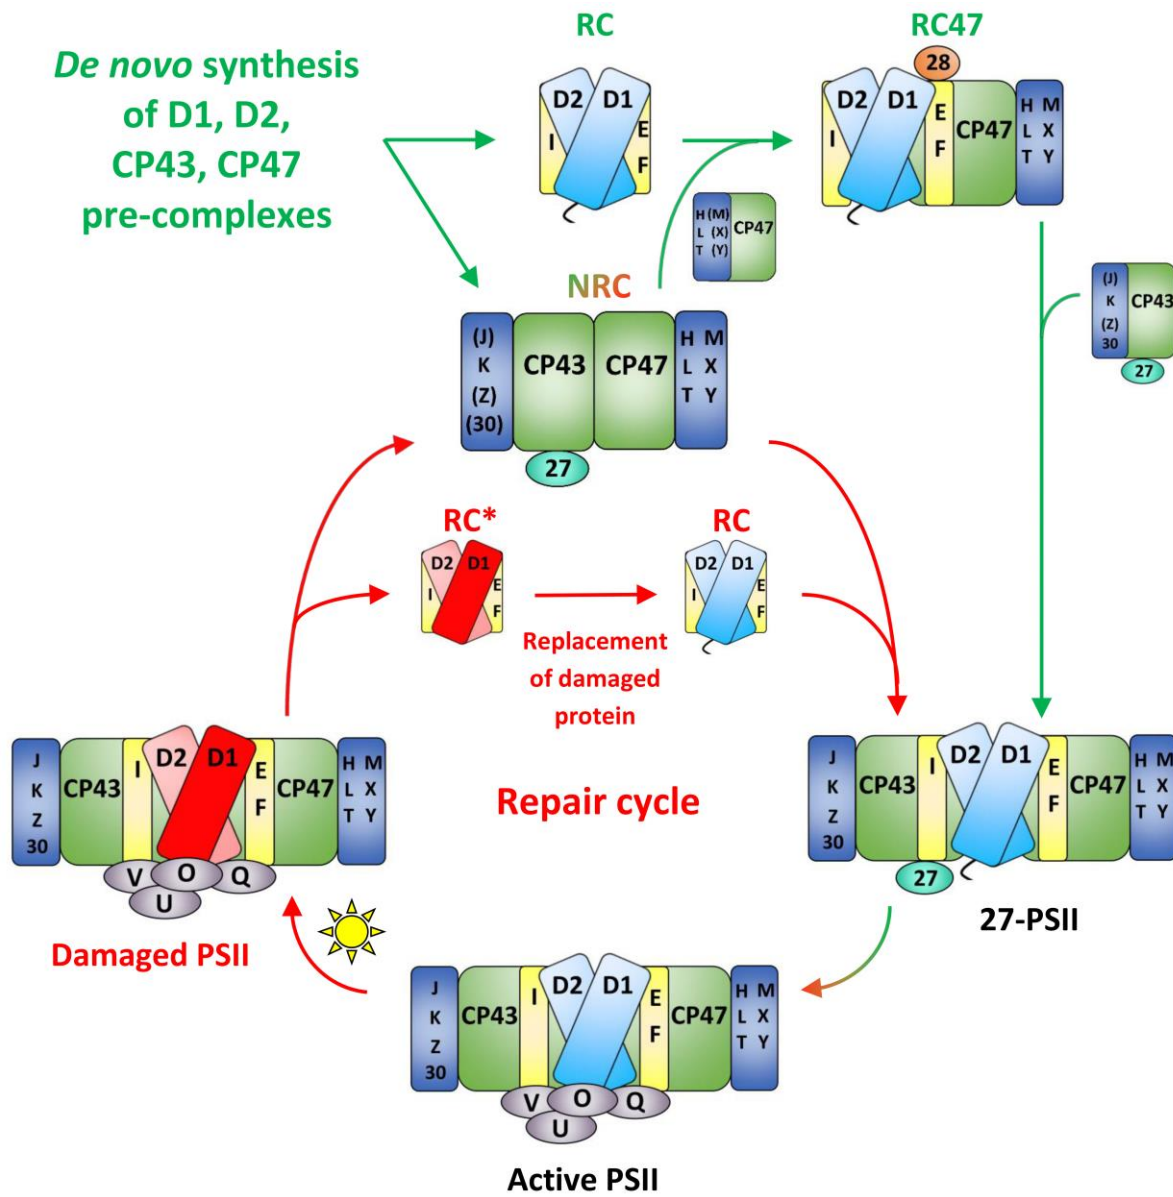 RC
RC47
De novo synthesis
of D1, D2,
CP43, CP47
pre-complexes
D2 D1
I
E
F
28
D2 D1
I
E
F
CP47
H M
L X
T Y
H (M)
L (X)
T (Y)
CP47
NRC
(J)
K
(Z)
(30)
CP43
CP47
H M
L X
T Y
27
(J)
K
(Z)
30
CP43
27
RC*
RC
D2 D1
I
E
F
D2 D1
I
E
F
Replacement
of damaged
protein
J
K
Z
30
CP43
I
D2 D1
E
F
CP47
H M
L X
T Y
V O Q
U
Damaged PSII
Repair cycle
J
K
Z
30
CP43
I
D2 D1
E
F
CP47
H M
L X
T Y
27
27-PSII
J
K
Z
30
CP43
I
D2 D1
E
F
CP47
H M
L X
T Y
V O Q
U
Active PSII